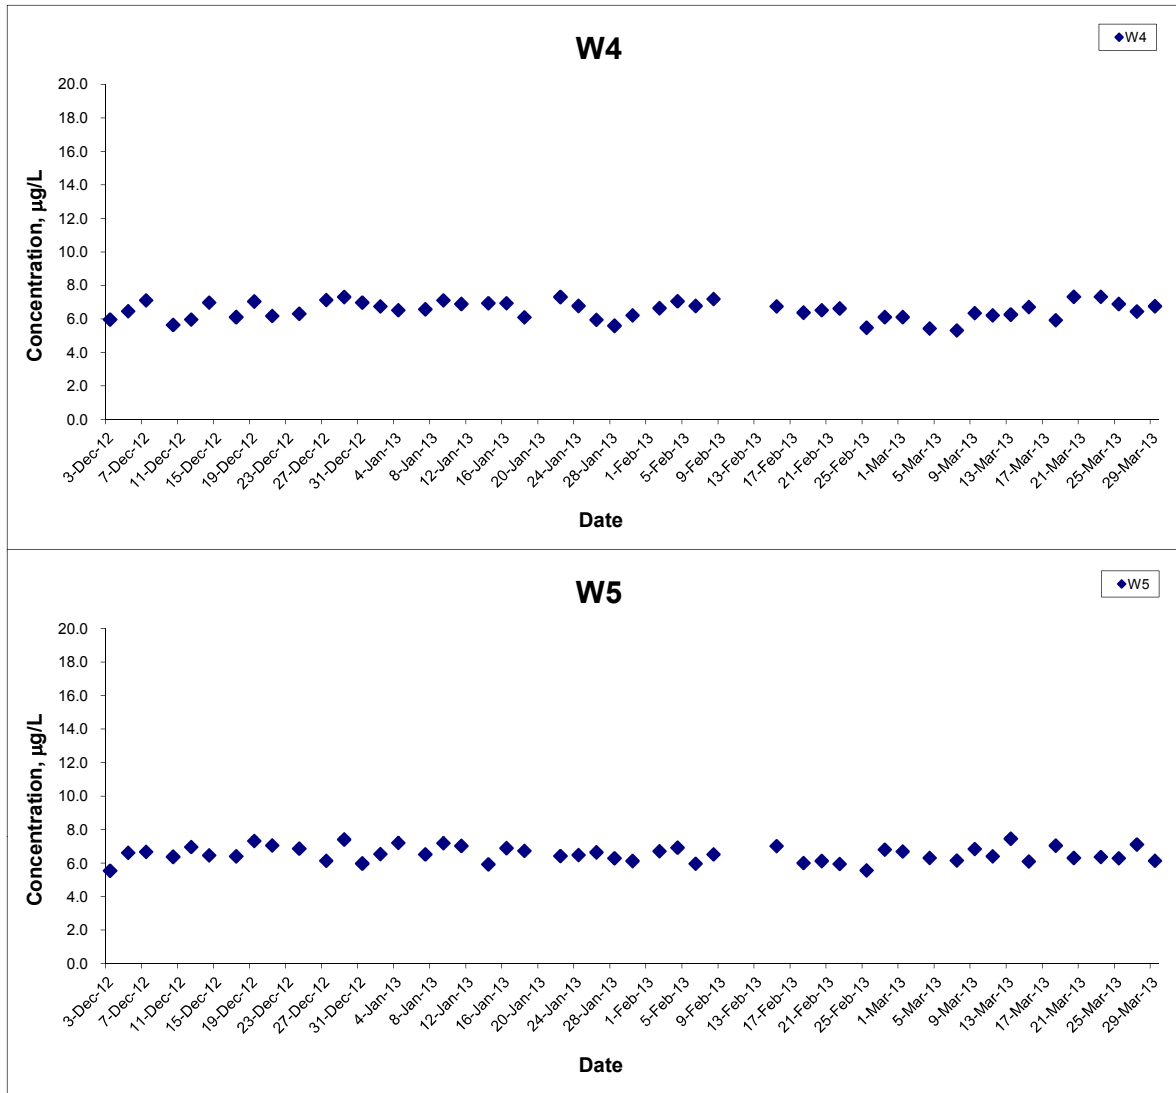 W4
W4
20.0
18.0
16.0
14.0
12.0
10.0
8.0
6.0
4.0
2.0
0.0
Concentration, µg/L
3-Dec-12
7-Dec-12
11-Dec-12
15-Dec-12
19-Dec-12
23-Dec-12
27-Dec-12
31-Dec-12
4-Jan-13
8-Jan-13
12-Jan-13
16-Jan-13
20-Jan-13
24-Jan-13
28-Jan-13
1-Feb-13
5-Feb-13
9-Feb-13
13-Feb-13
17-Feb-13
21-Feb-13
25-Feb-13
1-Mar-13
5-Mar-13
9-Mar-13
13-Mar-13
17-Mar-13
21-Mar-13
25-Mar-13
29-Mar-13
Date
W5
W5
20.0
18.0
16.0
14.0
12.0
10.0
8.0
6.0
4.0
2.0
0.0
Concentration, µg/L
3-Dec-12
7-Dec-12
11-Dec-12
15-Dec-12
19-Dec-12
23-Dec-12
27-Dec-12
31-Dec-12
4-Jan-13
8-Jan-13
12-Jan-13
16-Jan-13
20-Jan-13
24-Jan-13
28-Jan-13
1-Feb-13
5-Feb-13
9-Feb-13
13-Feb-13
17-Feb-13
21-Feb-13
25-Feb-13
1-Mar-13
5-Mar-13
9-Mar-13
13-Mar-13
17-Mar-13
21-Mar-13
25-Mar-13
29-Mar-13
Date